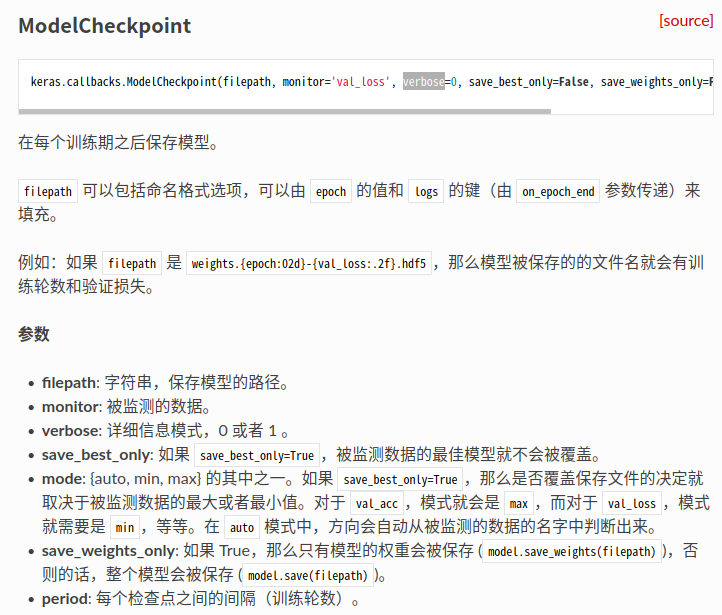 ModelCheckpoint
[source]
keras.callbacks.ModelCheckpoint(filepath, monitor='val_loss', verbose=0, save_best_only=False, save_weights_only=F
在每个训练期之后保存模型。
filepath 可以包括命名格式选项，可以由 epoch 的值和 logs 的键（由 on_epoch_end 参数传递）来
填充。
例如：如果 filepath 是 weights.{epoch:02d}-{val_loss:.2f}.hdf5，那么模型被保存的的文件名就会有训
练轮数和验证损失。
参数
• filepath: 字符串，保存模型的路径。
• monitor: 被监测的数据。
• verbose: 详细信息模式，0 或者 1 。
• save_best_only: 如果 save_best_only=True，被监测数据的最佳模型就不会被覆盖。
• mode: {auto, min, max} 的其中之一。如果 save_best_only=True，那么是否覆盖保存文件的决定就
取决于被监测数据的最大或者最小值。对于 val_acc，模式就会是 max，而对于 val_loss，模式
就需要是 min，等等。在 auto 模式中，方向会自动从被监测的数据的名字中判断出来。
• save_weights_only: 如果 True，那么只有模型的权重会被保存 (model.save_weights(filepath))，否
则的话，整个模型会被保存 (model.save(filepath))。
• period: 每个检查点之间的间隔（训练轮数）。